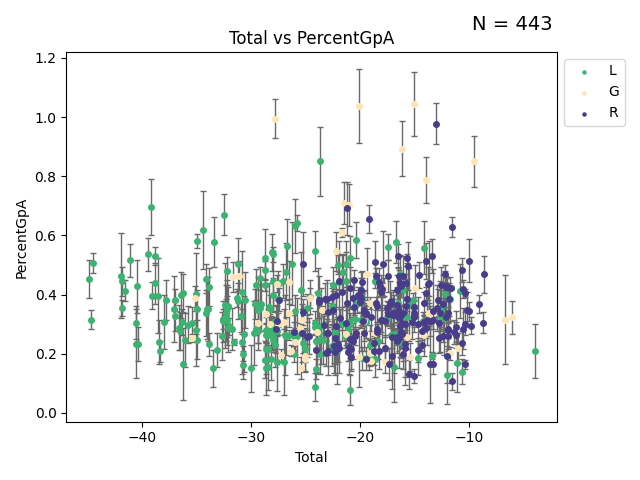 N = 443
Total vs PercentGpA
L
G
R
PercentGpA
1.2
1.0
0.8
0.6
0.4
0.2
0.0
−40
−30
−20
−10
Total